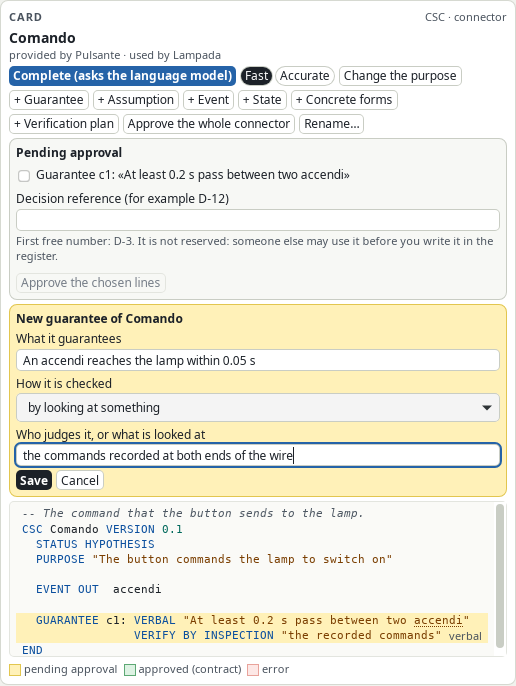 CARD CSC · connector
Comando
provided by Pulsante · used by Lampada
Complete (asks the language model) Fast Accurate Change the purpose
+ Guarantee + Assumption + Event + State + Concrete forms
+ Verification plan Approve the whole connector Rename...
Pending approval
Guarantee c1: «At least 0.2 s pass between two accendi»
Decision reference (for example D-12)
First free number: D-3. It is not reserved: someone else may use it before you write it in the
register.
Approve the chosen lines
New guarantee of Comando
What it guarantees
An accendi reaches the lamp within 0.05 s
How it is checked
by looking at something
Who judges it, or what is looked at
the commands recorded at both ends of the wire
Save Cancel
-- The command that the button sends to the lamp.
CSC Comando VERSION 0.1
STATUS HYPOTHESIS
PURPOSE "The button commands the lamp to switch on"
EVENT OUT accendi
GUARANTEE c1: VERBAL "At least 0.2 s pass between two accendi"
VERIFY BY INSPECTION "the recorded commands" verbal
END
pending approval approved (contract) error